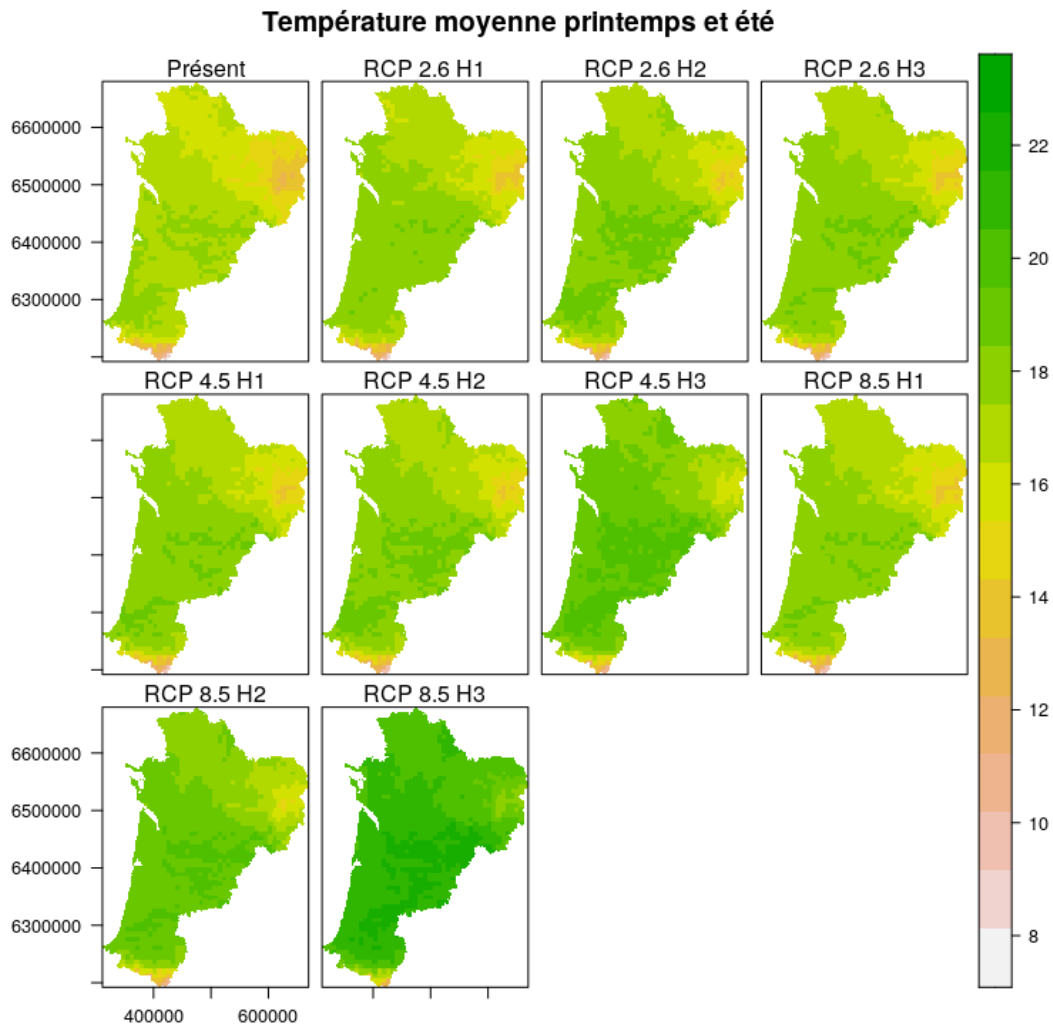 Température moyenne printemps et été
Présent
RCP 2.6 H1
RCP 2.6 H2
RCP 2.6 H3
6600000
6500000
6400000
6300000
RCP 4.5 H1
RCP 4.5 H2
RCP 4.5 H3
RCP 8.5 H1
RCP 8.5 H2
RCP 8.5 H3
6600000
6500000
6400000
6300000
400000
600000
22
20
18
16
14
12
10
8